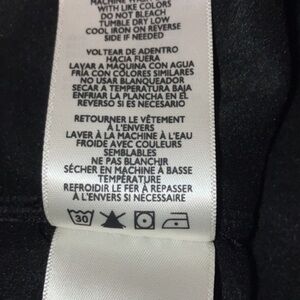 WITH LIKE COLORS
DO NOT BLEACH
TUMBLE DRY LOW
COOL IRON ON REVERSE
SIDE IF NEEDED
VOLTEAR DE ADENTRO
HACIA FUERA
LAVAR A MÁQUINA CON AGUA
FRÍA CON COLORES SIMILARES
NO USAR BLANQUEADOR
SECAR A TEMPERATURA BAJA
ENFRIAR LA PLANCHA EN EL
REVERSO SI ES NECESARIO
RETOURNER LE VÊTEMENT
À L'ENVERS
LAVER À LA MACHINE À L'EAU
FROIDE AVEC COULEURS
SEMBLABLES
NE PAS BLANCHIR
SÉCHER EN MACHINE À BASSE
TEMPÉRATURE
REFROIDIR LE FER À REPASSER
À L'ENVERS SI NÉCESSAIRE
30